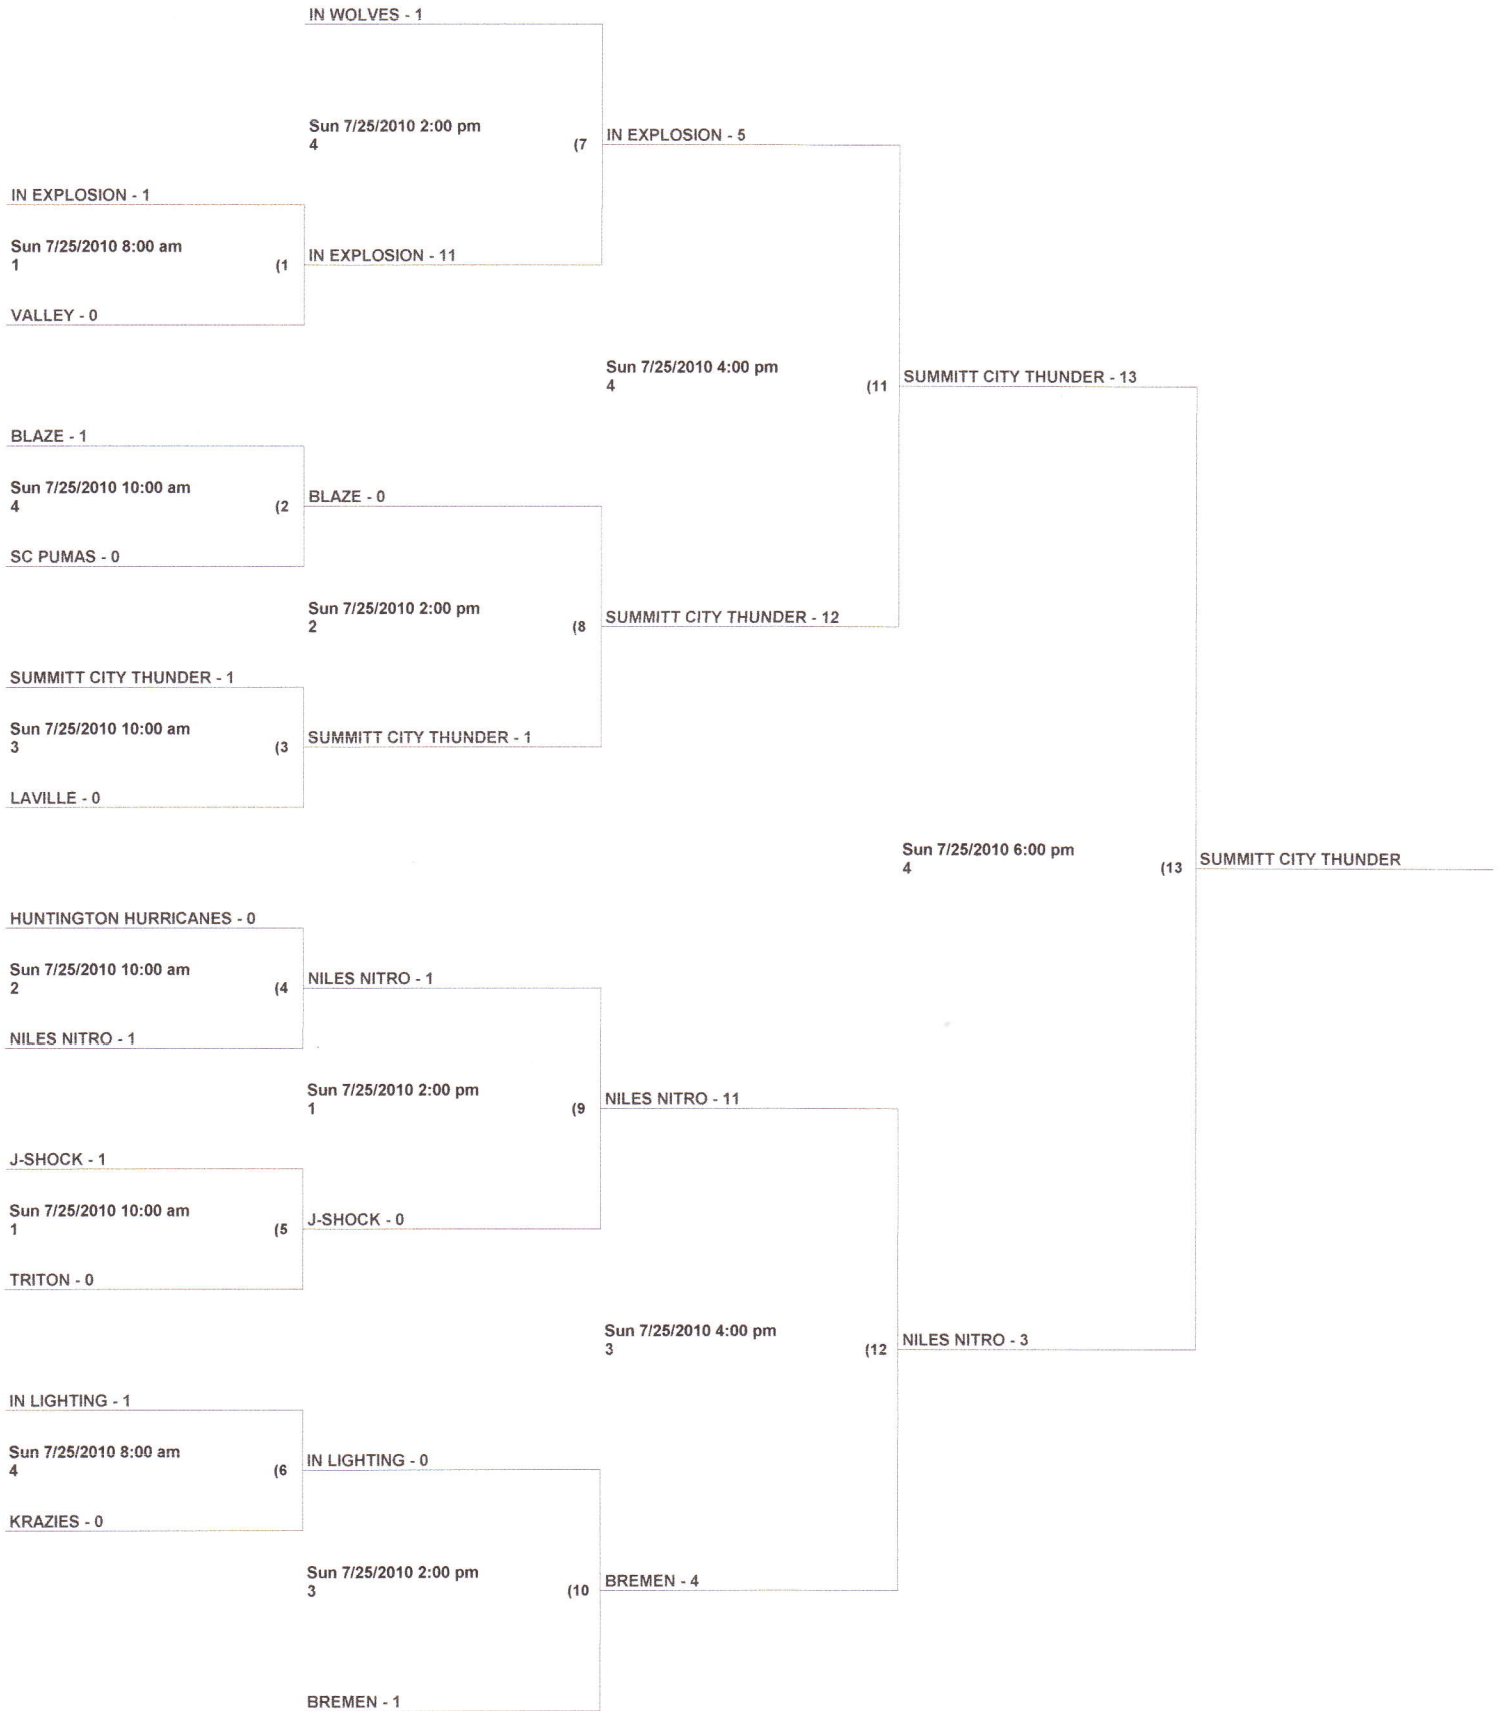 IN WOLVES - 1
Sun 7/25/2010 2:00 pm
4
(7
IN EXPLOSION - 5
IN EXPLOSION - 1
Sun 7/25/2010 8:00 am
1
(1
IN EXPLOSION - 11
VALLEY - 0
Sun 7/25/2010 4:00 pm
4
(11
SUMMITT CITY THUNDER - 13
BLAZE - 1
Sun 7/25/2010 10:00 am
4
(2
BLAZE - 0
SC PUMAS - 0
Sun 7/25/2010 2:00 pm
2
(8
SUMMITT CITY THUNDER - 12
SUMMITT CITY THUNDER - 1
Sun 7/25/2010 10:00 am
3
(3
SUMMITT CITY THUNDER - 1
LAVILLE - 0
Sun 7/25/2010 6:00 pm
4
(13
SUMMITT CITY THUNDER
HUNTINGTON HURRICANES - 0
Sun 7/25/2010 10:00 am
2
(4
NILES NITRO - 1
NILES NITRO - 1
Sun 7/25/2010 2:00 pm
1
(9
NILES NITRO - 11
J-SHOCK - 1
Sun 7/25/2010 10:00 am
1
(5
J-SHOCK - 0
TRITON - 0
Sun 7/25/2010 4:00 pm
3
(12
NILES NITRO - 3
IN LIGHTING - 1
Sun 7/25/2010 8:00 am
4
(6
IN LIGHTING - 0
KRAZIES - 0
Sun 7/25/2010 2:00 pm
3
(10
BREMEN - 4
BREMEN - 1